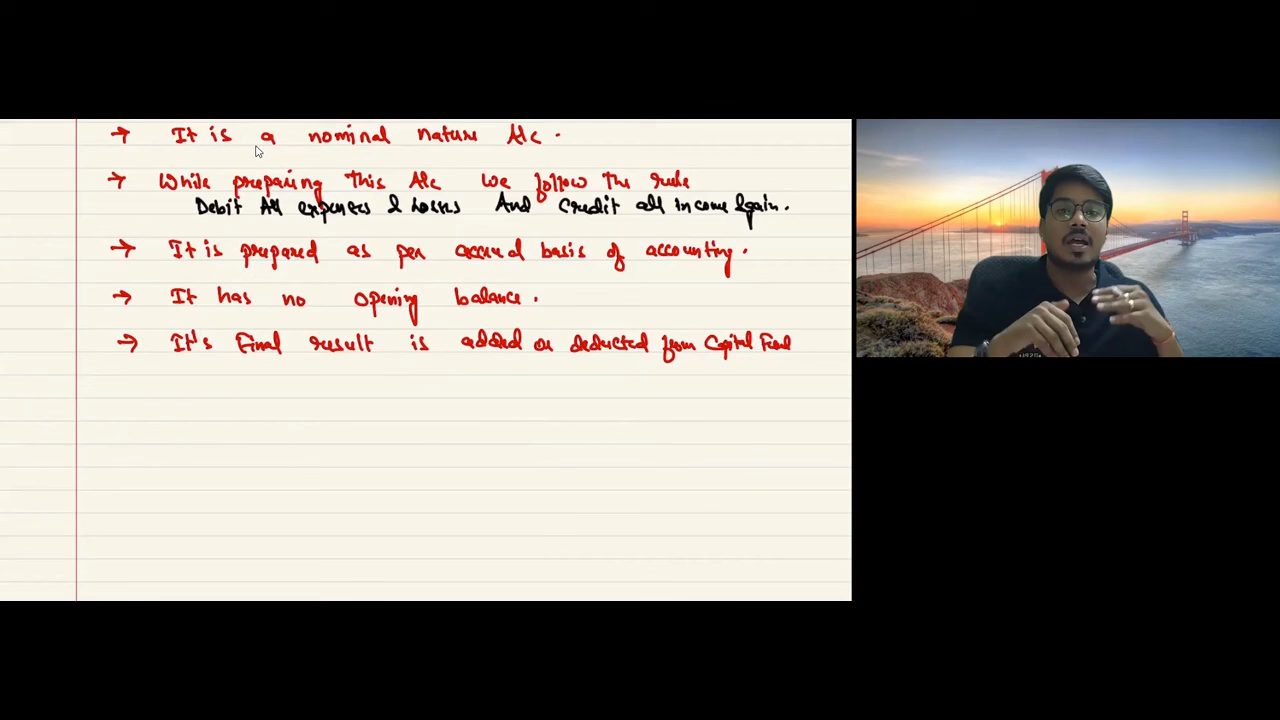 → It is a nominal nature A/c .
→ While preparing this A/c we follow the rule
Debit All expenses & Losses And Credit all income & gain.
→ It is prepared as per accrual basis of accounting.
→ It has no opening balance.
→ It's Final result is added or deducted from Capital Fund